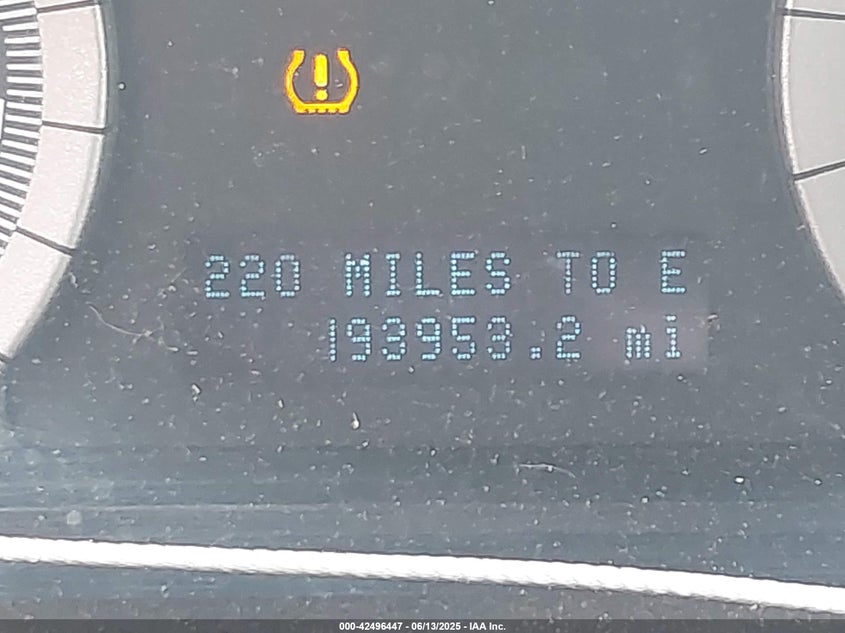 220 MILES TO E
193953.2 mi
000-42496447 - 06/13/2025 - IAA Inc.